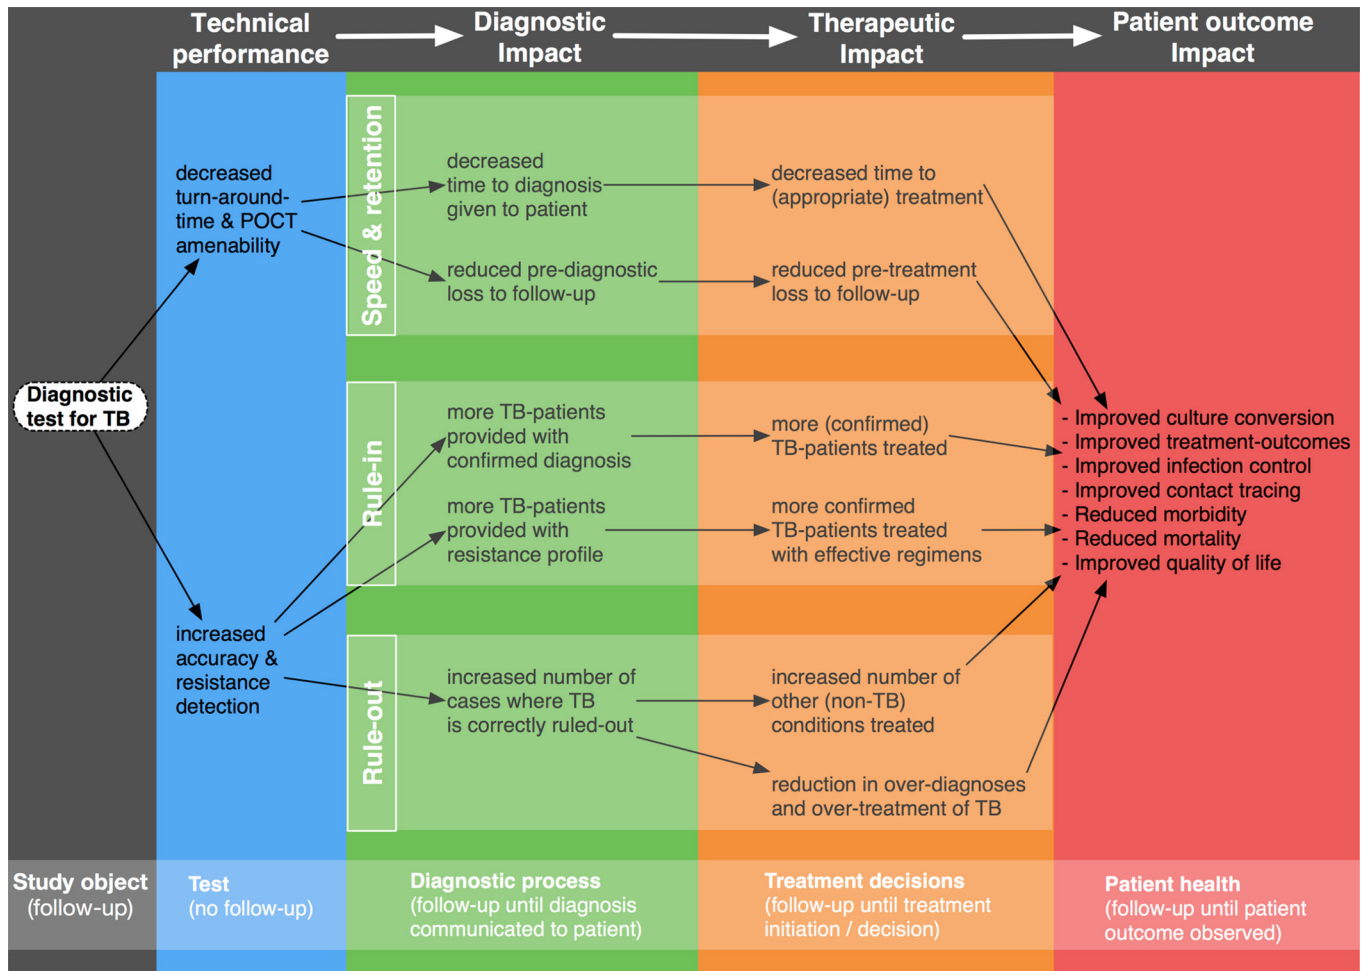 Technical
performance
Diagnostic
Impact
Therapeutic
Impact
Patient outcome
Impact
Diagnostic
test for TB
decreased
turn-around-
time & POCT
amenability
increased
accuracy &
resistance
detection
Speed & retention
decreased
time to diagnosis
given to patient
reduced pre-diagnostic
loss to follow-up
decreased time to
(appropriate) treatment
reduced pre-treatment
loss to follow-up
Rule-in
more TB-patients
provided with
confirmed diagnosis
more TB-patients
provided with
resistance profile
more (confirmed)
TB-patients treated
more confirmed
TB-patients treated
with effective regimens
Rule-out
increased number of
cases where TB
is correctly ruled-out
increased number of
other (non-TB)
conditions treated
reduction in over-diagnoses
and over-treatment of TB
- Improved culture conversion
- Improved treatment-outcomes
- Improved infection control
- Improved contact tracing
- Reduced morbidity
- Reduced mortality
- Improved quality of life
Study object
(follow-up)
Test
(no follow-up)
Diagnostic process
(follow-up until diagnosis
communicated to patient)
Treatment decisions
(follow-up until treatment
initiation / decision)
Patient health
(follow-up until patient
outcome observed)